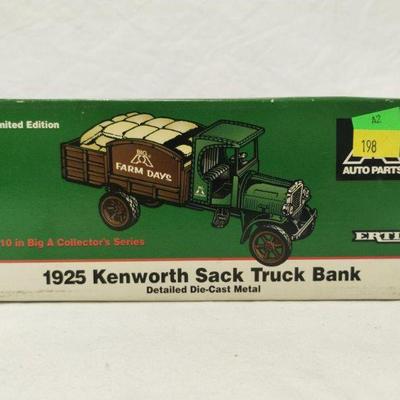 mited Edition
BIG
A
FARM DAYS
A
A2
198
AUTO PARTS
10 in Big A Collector's Series
ERTL
1925 Kenworth Sack Truck Bank
Detailed Die-Cast Metal